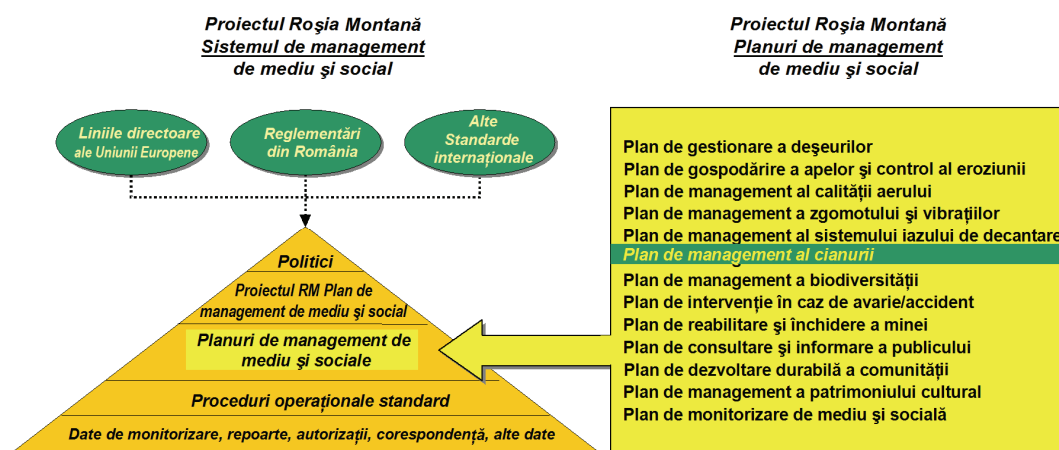 Proiectul Roşia Montană
Sistemul de management
de mediu şi social
Liniile directoare
ale Uniunii Europene
Reglementări
din România
Alte
Standarde
internaţionale
Politici
Proiectul RM Plan de
management de mediu şi social
Planuri de management de
mediu şi sociale
Proceduri operaţionale standard
Date de monitorizare, repoarte, autorizaţii, corespondenţă, alte date
Proiectul Roşia Montană
Planuri de management
de mediu şi social
Plan de gestionare a deşeurilor
Plan de gospodărire a apelor şi control al eroziunii
Plan de management al calităţii aerului
Plan de management a zgomotului şi vibraţiilor
Plan de management al sistemului iazului de decantare
Plan de management al cianurii
Plan de management a biodiversităţii
Plan de intervenţie în caz de avarie/accident
Plan de reabilitare şi închidere a minei
Plan de consultare şi informare a publicului
Plan de dezvoltare durabilă a comunităţii
Plan de management a patrimoniului cultural
Plan de monitorizare de mediu şi socială